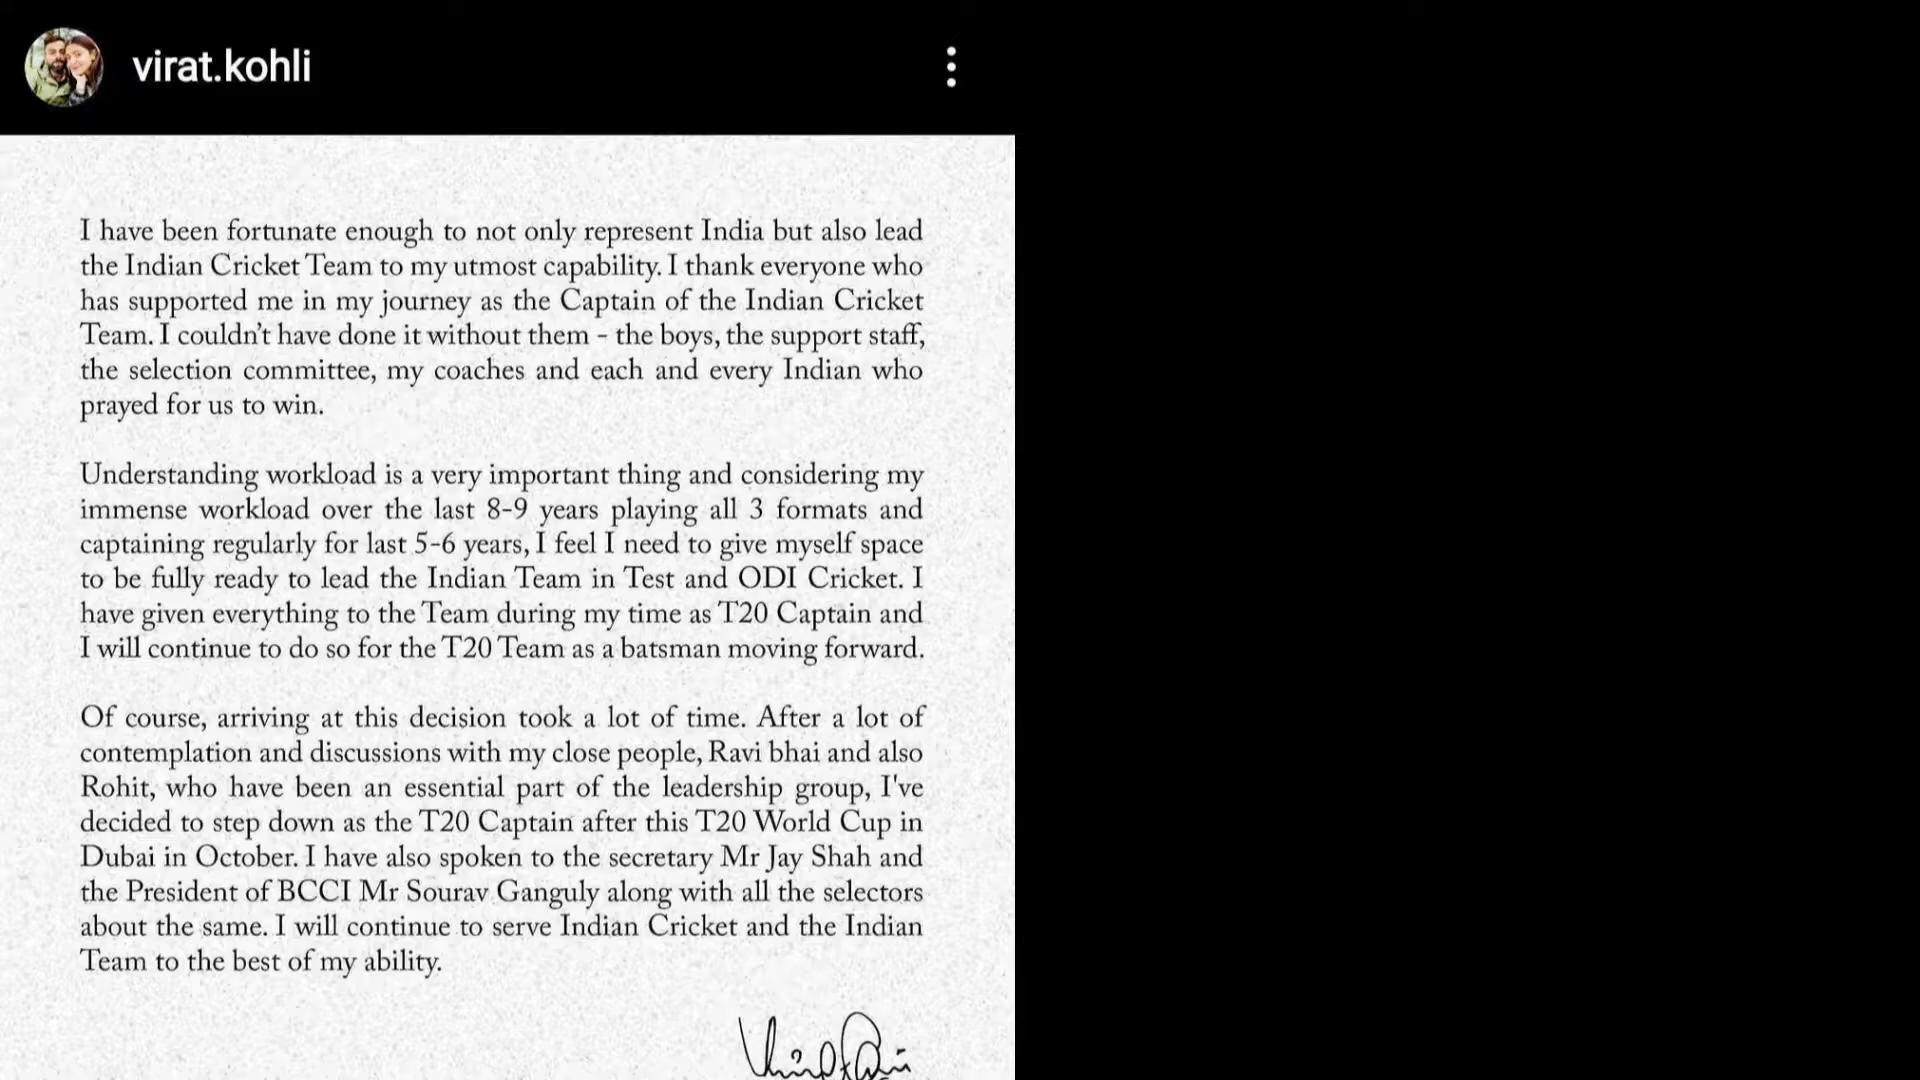 virat.kohli
I have been fortunate enough to not only represent India but also lead
the Indian Cricket Team to my utmost capability. I thank everyone who
has supported me in my journey as the Captain of the Indian Cricket
Team. I couldn’t have done it without them - the boys, the support staff,
the selection committee, my coaches and each and every Indian who
prayed for us to win.
Understanding workload is a very important thing and considering my
immense workload over the last 8-9 years playing all 3 formats and
captaining regularly for last 5-6 years, I feel I need to give myself space
to be fully ready to lead the Indian Team in Test and ODI Cricket. I
have given everything to the Team during my time as T20 Captain and
I will continue to do so for the T20 Team as a batsman moving forward.
Of course, arriving at this decision took a lot of time. After a lot of
contemplation and discussions with my close people, Ravi bhai and also
Rohit, who have been an essential part of the leadership group, I've
decided to step down as the T20 Captain after this T20 World Cup in
Dubai in October. I have also spoken to the secretary Mr Jay Shah and
the President of BCCI Mr Sourav Ganguly along with all the selectors
about the same. I will continue to serve Indian Cricket and the Indian
Team to the best of my ability.